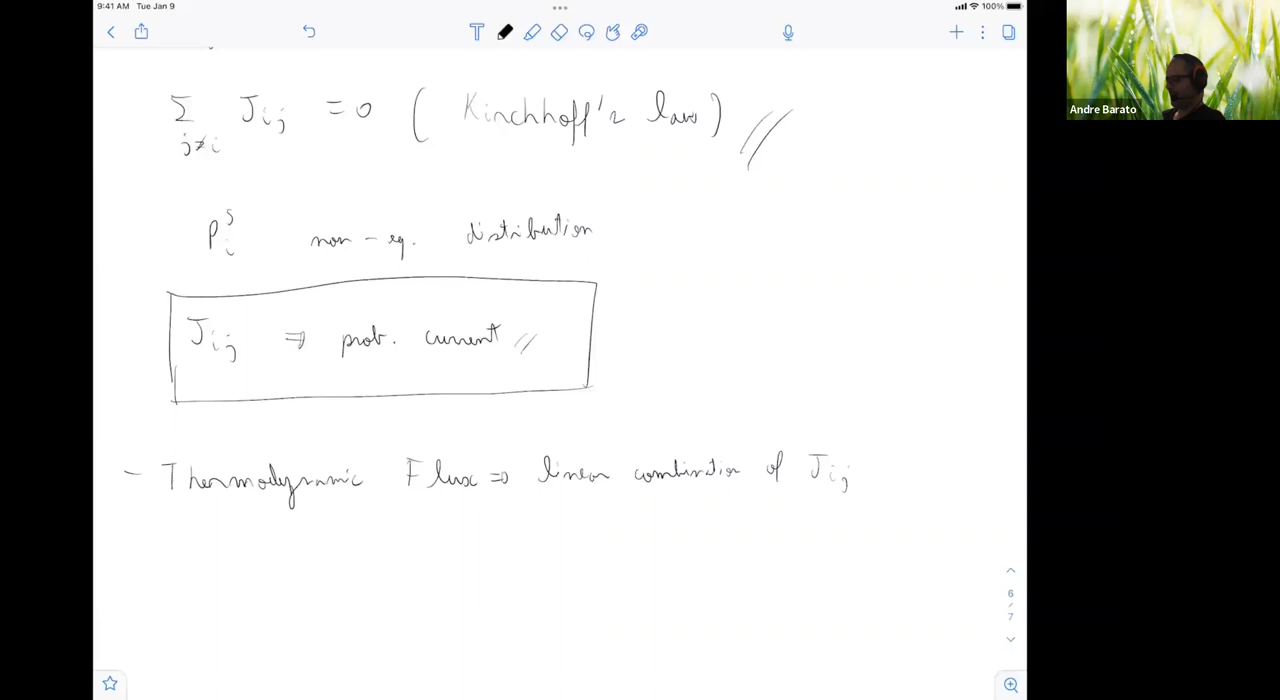 9:41 AM Tue Jan 9
100%
Σ J_ij = 0 ( Kinchhoff's law ) //
j≠i
P_i^s non-eq. distribution
J_ij ⇒ prob. current //
- Thermodynamic Flux ⇒ linear combination of J_ij
6
/
7
Andre Barato